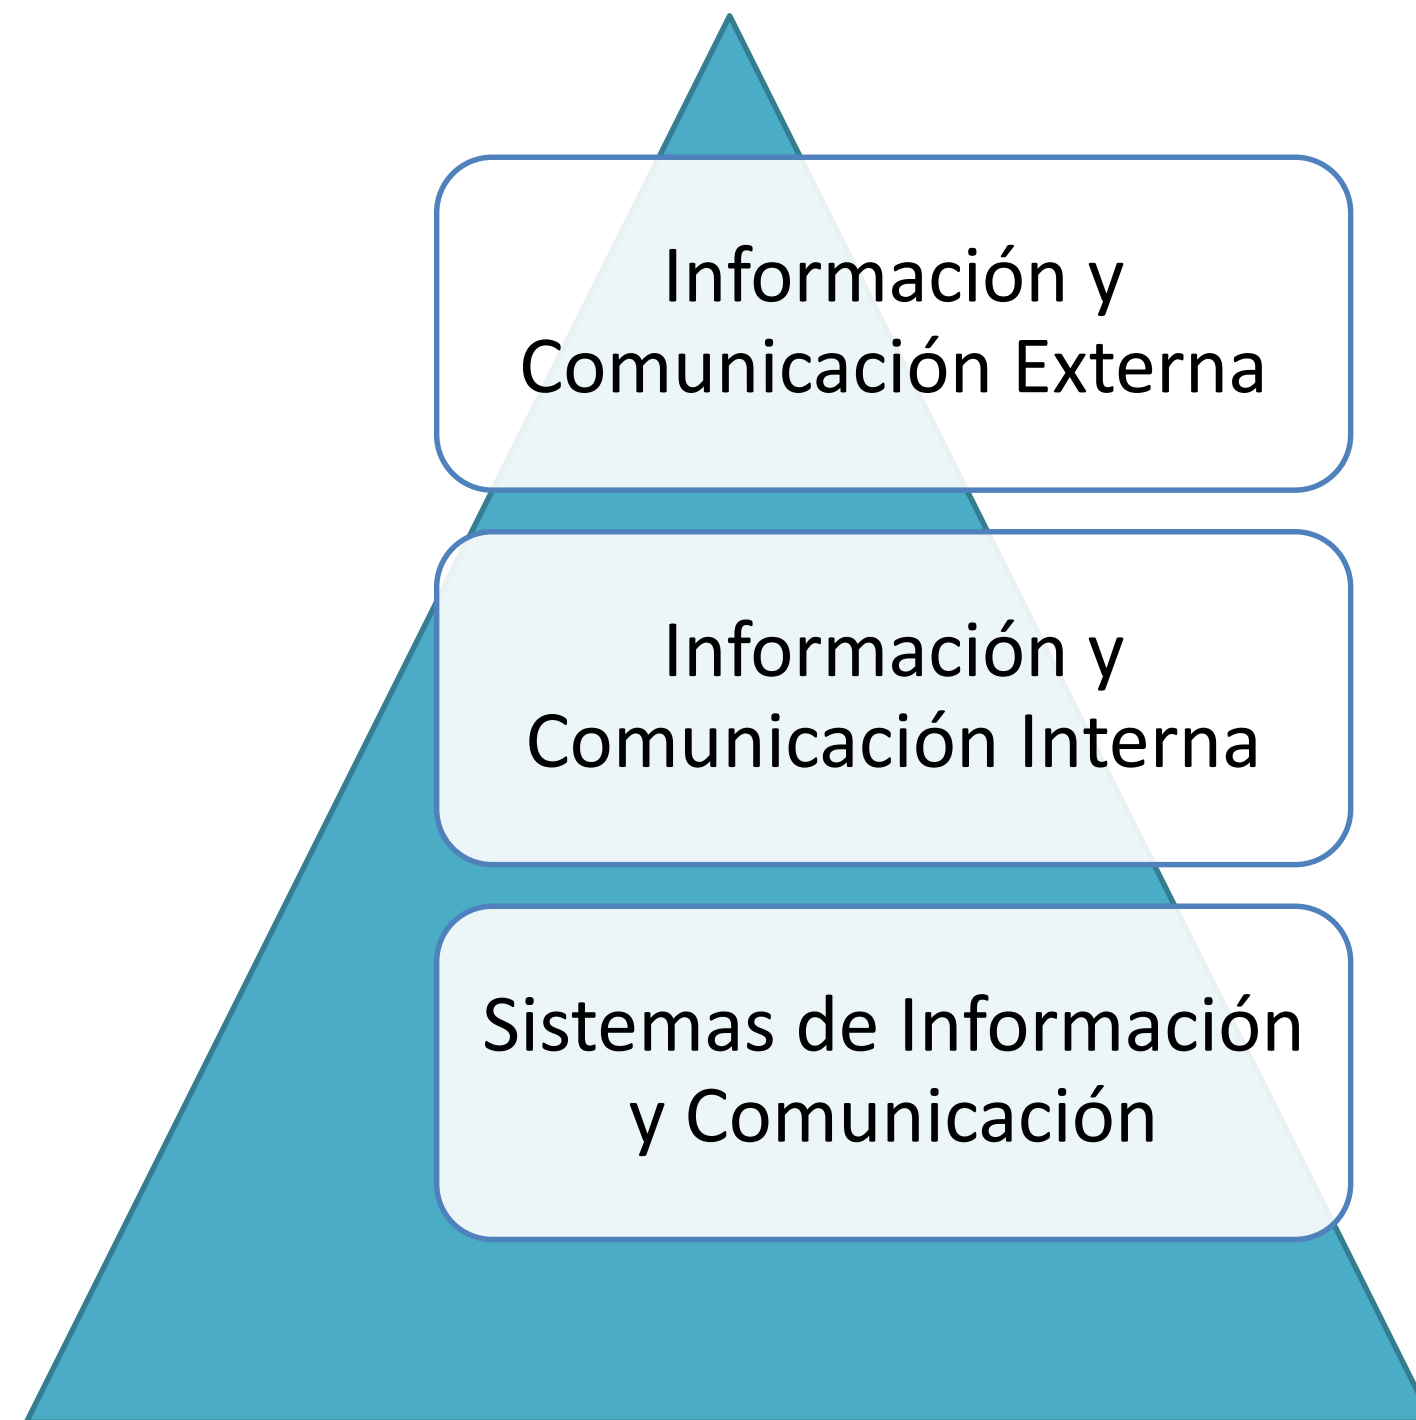 Información y
Comunicación Externa
Información y
Comunicación Interna
Sistemas de Información
y Comunicación